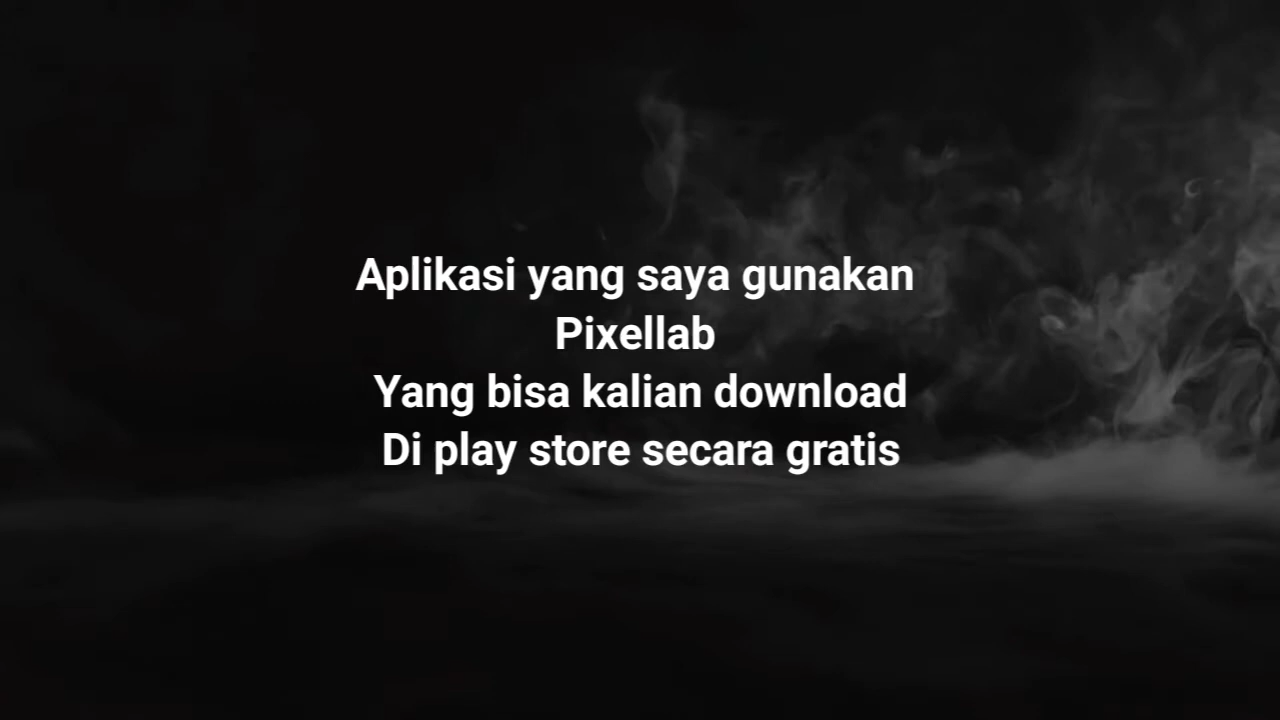 Aplikasi yang saya gunakan
Pixellab
Yang bisa kalian download
Di play store secara gratis